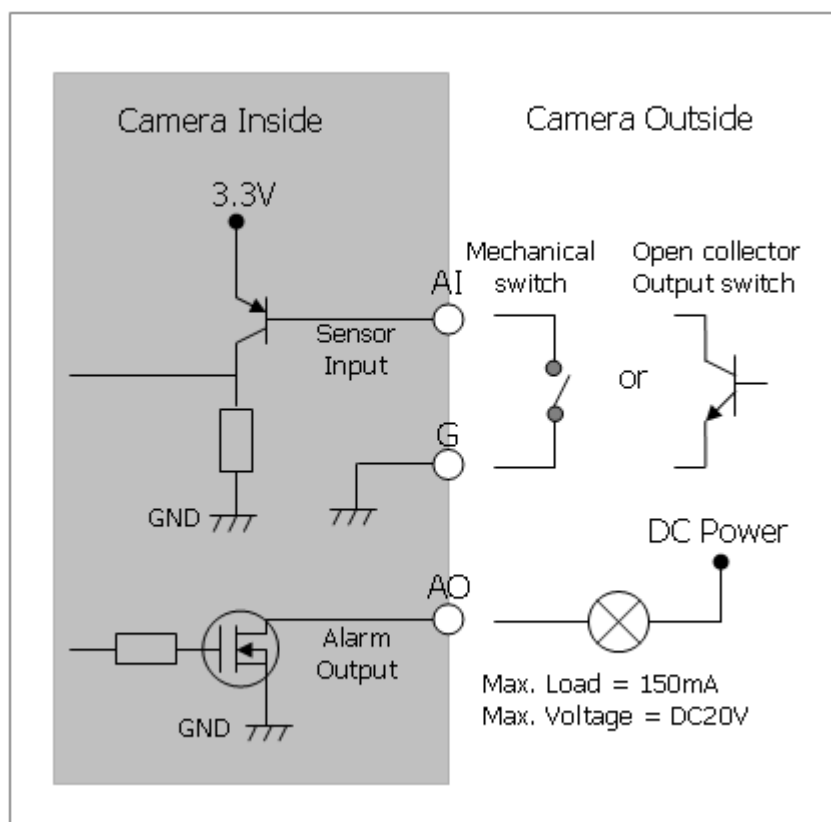 Camera Inside
Camera Outside
3.3V
AI
Mechanical
switch
Open collector
Output switch
Sensor
Input
or
G
GND
DC Power
AO
Alarm
Output
Max. Load = 150mA
Max. Voltage = DC20V
GND